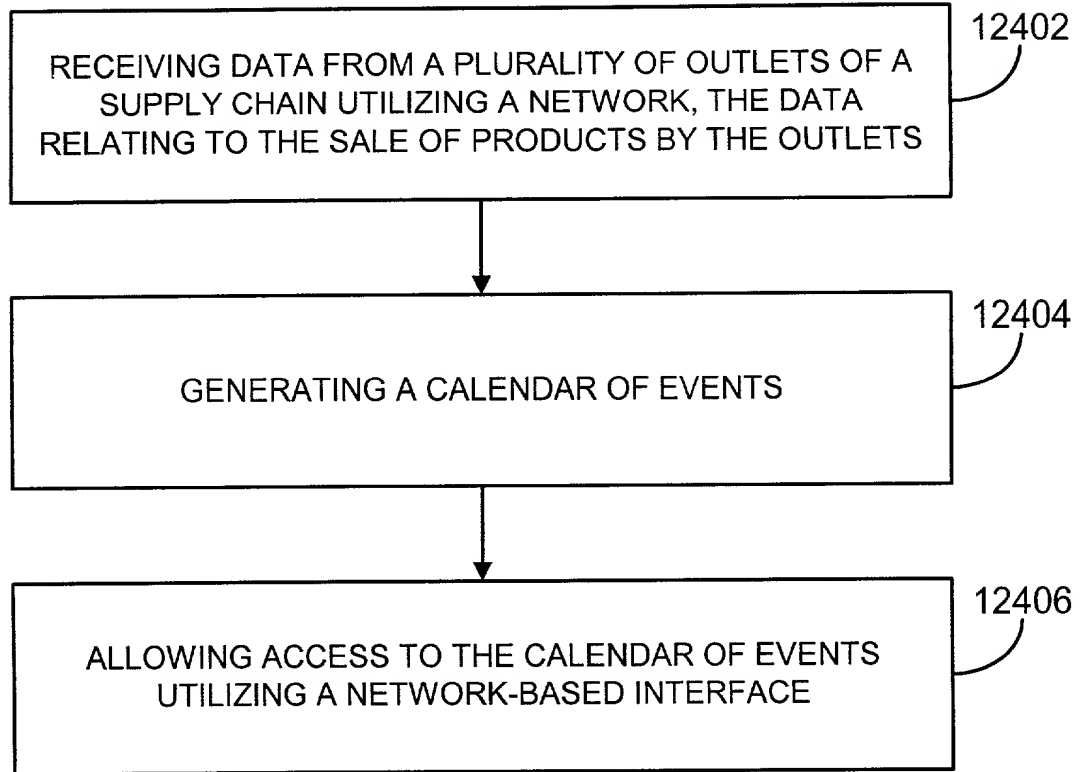 12402
RECEIVING DATA FROM A PLURALITY OF OUTLETS OF A
SUPPLY CHAIN UTILIZING A NETWORK, THE DATA
RELATING TO THE SALE OF PRODUCTS BY THE OUTLETS
12404
GENERATING A CALENDAR OF EVENTS
12406
ALLOWING ACCESS TO THE CALENDAR OF EVENTS
UTILIZING A NETWORK-BASED INTERFACE